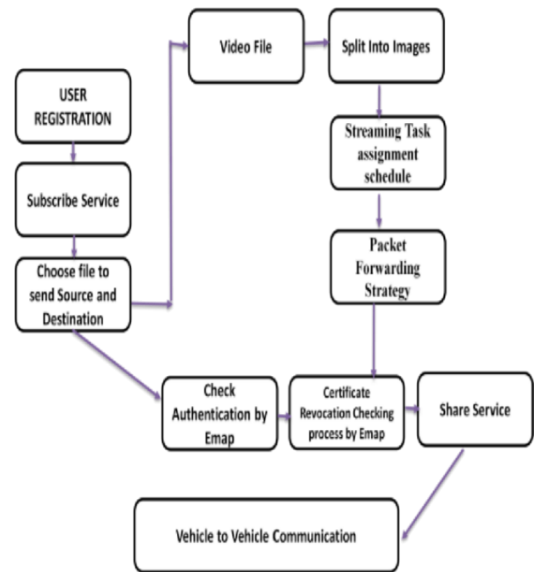 Video File
Split Into Images
USER
REGISTRATION
Streaming Task
assignment
schedule
Subscribe Service
Choose file to
send Source and
Destination
Packet
Forwarding
Strategy
Check
Authentication by
Emap
Certificate
Revocation Checking
process by Emap
Share Service
Vehicle to Vehicle Communication